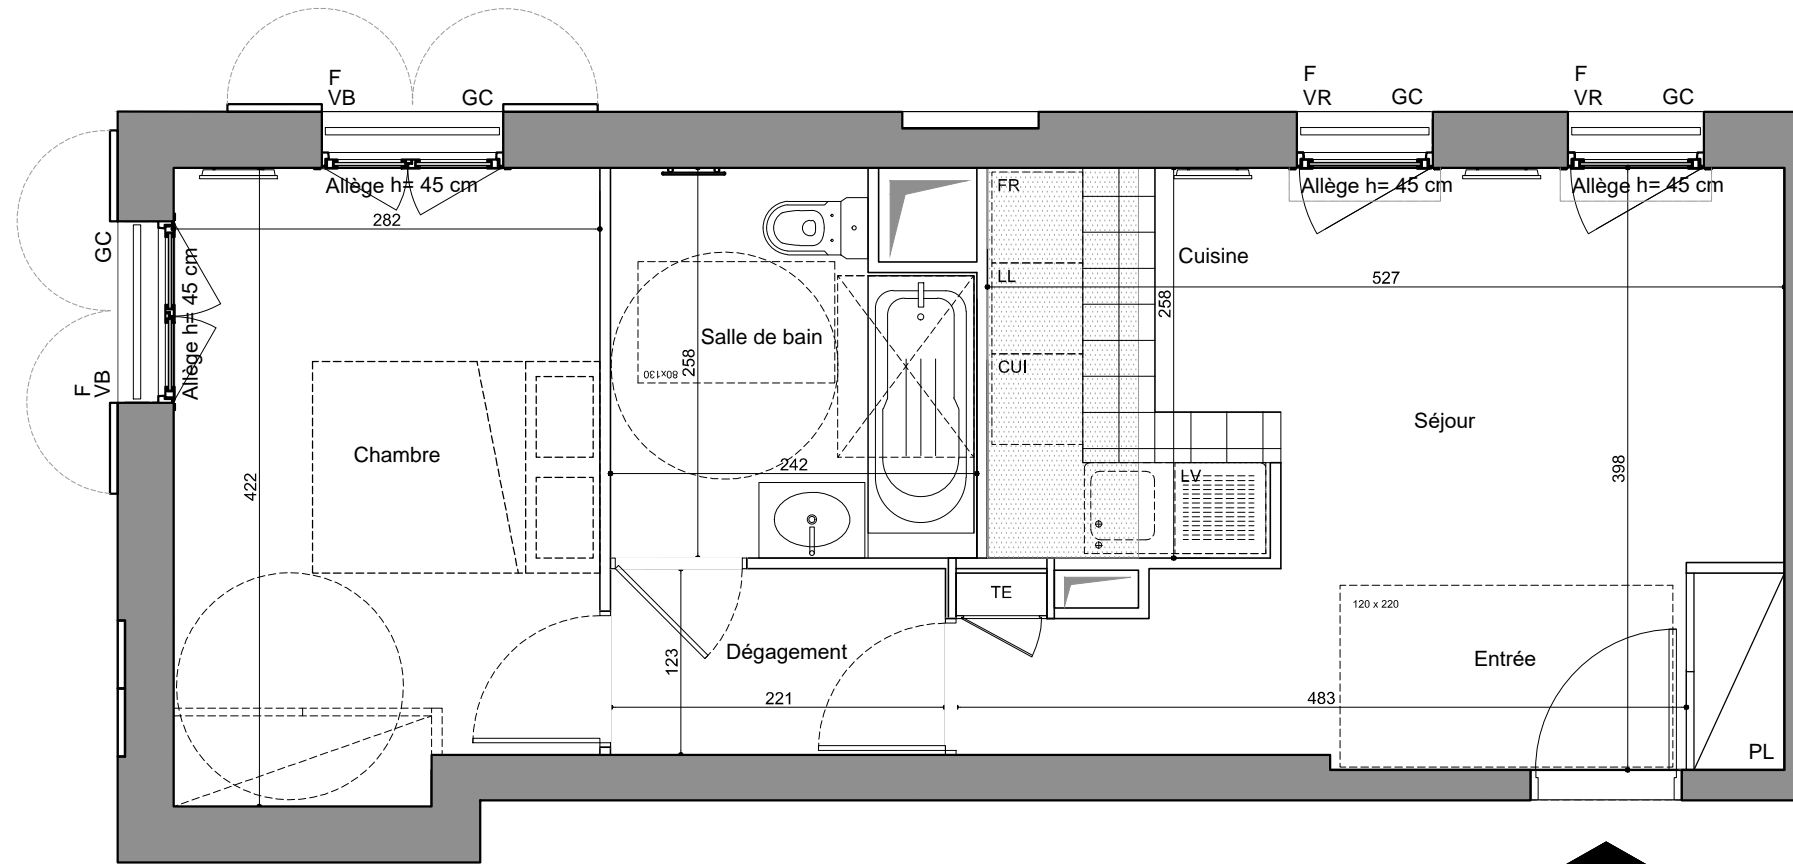 F
VB
GC
F
VR
GC
F
VR
GC
Allège h= 45 cm
Allège h= 45 cm
Allège h= 45 cm
282
FR
GC
Allège h= 45 cm
F
VB
Cuisine
LL
527
258
Salle de bain
258
80x130
CUI
Séjour
Chambre
242
LV
422
398
TE
120 x 220
Dégagement
123
Entrée
221
483
PL